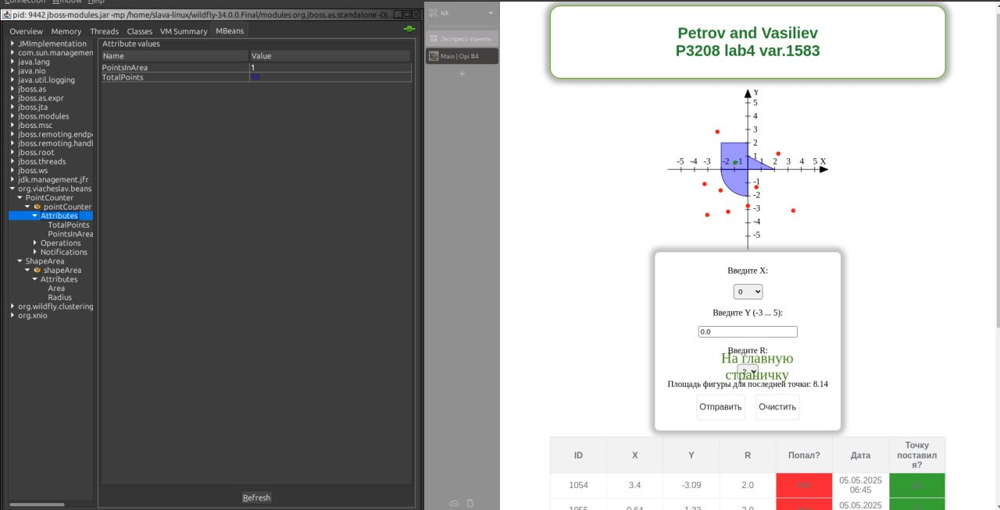 Connection Window Help
pid: 9442 jboss-modules.jar -mp /home/slava-linux/wildfly-34.0.0.Final/modules org.jboss.as.standalone -Dj...
Overview Memory Threads Classes VM Summary MBeans
JMImplementation
com.sun.managemen
java.lang
java.nio
java.util.logging
jboss.as
jboss.as.expr
jboss.jta
jboss.modules
jboss.msc
jboss.remoting.endp
jboss.remoting.handl
jboss.root
jboss.threads
jboss.ws
jdk.management.jfr
org.viacheslav.beans
PointCounter
pointCounter
Attributes
TotalPoints
PointsInArea
Operations
Notifications
ShapeArea
shapeArea
Attributes
Area
Radius
org.wildfly.clustering
org.xnio
Attribute values
Name Value
PointsInArea 1
TotalPoints 10
Refresh
kjk
Экспресс-панель
Main | Opi #4
+
Petrov and Vasiliev
P3208 lab4 var.1583
Y
5
4
3
2
1
-5 -4 -3 -2 -1 1 2 3 4 5 X
-1
-2
-3
-4
-5
Введите X:
0
Введите Y (-3 ... 5):
0.0
Введите R:
На главную
2
страничку
Площадь фигуры для последней точки: 8.14
Отправить Очистить
ID X Y R Попал? Дата Точку
поставил
я?
1054 3.4 -3.09 2.0 05.05.2025
06:45
1055 0.64 -1.33 2.0 05.05.2025